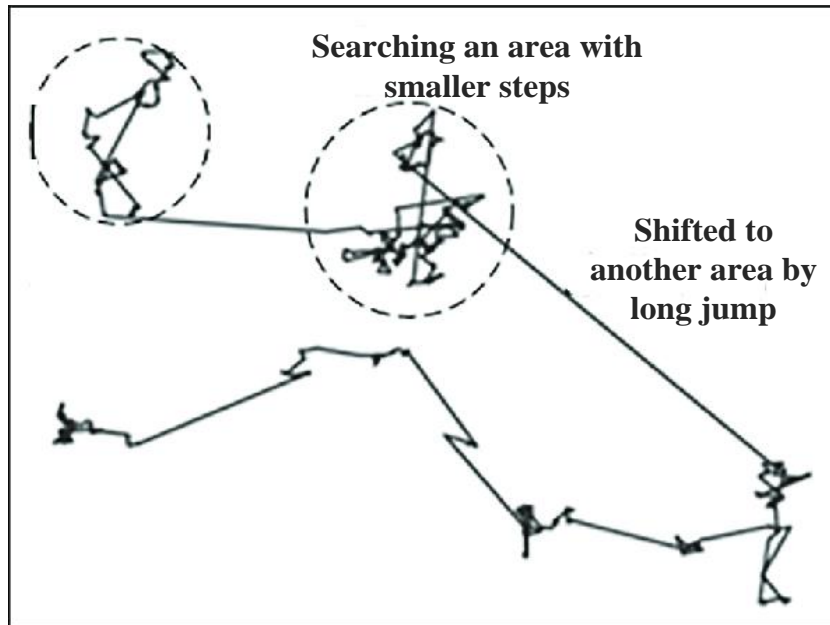 Searching an area with
smaller steps
Shifted to
another area by
long jump